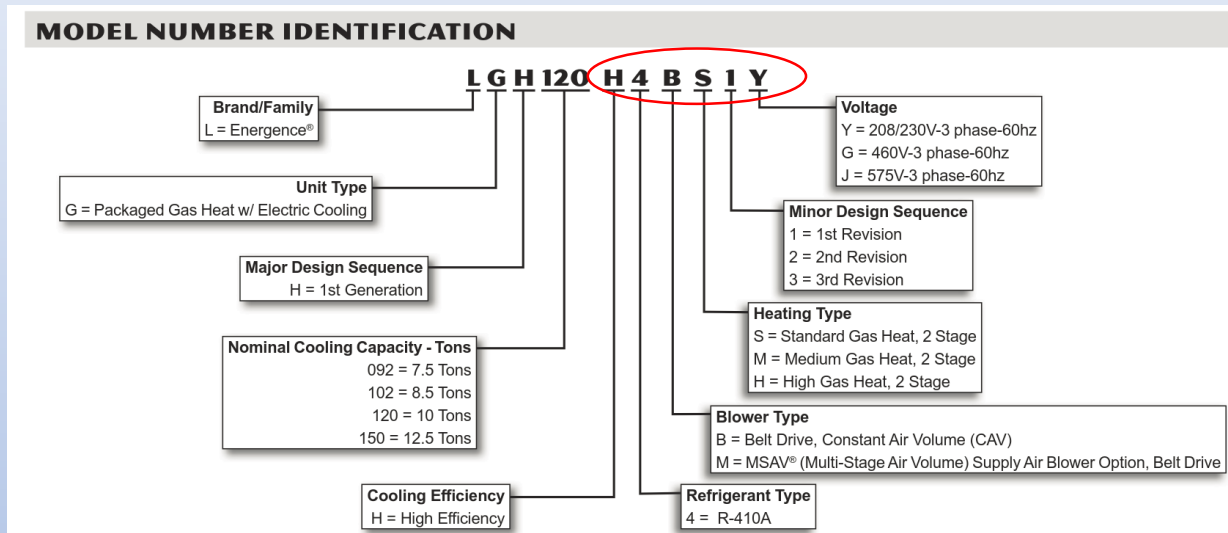 MODEL NUMBER IDENTIFICATION
L G H 120 H 4 B S 1 Y
Brand/Family
L = Energence®
Voltage
Y = 208/230V-3 phase-60hz
G = 460V-3 phase-60hz
J = 575V-3 phase-60hz
Unit Type
G = Packaged Gas Heat w/ Electric Cooling
Minor Design Sequence
1 = 1st Revision
2 = 2nd Revision
3 = 3rd Revision
Major Design Sequence
H = 1st Generation
Heating Type
S = Standard Gas Heat, 2 Stage
M = Medium Gas Heat, 2 Stage
H = High Gas Heat, 2 Stage
Nominal Cooling Capacity - Tons
092 = 7.5 Tons
102 = 8.5 Tons
120 = 10 Tons
150 = 12.5 Tons
Blower Type
B = Belt Drive, Constant Air Volume (CAV)
M = MSAV® (Multi-Stage Air Volume) Supply Air Blower Option, Belt Drive
Cooling Efficiency
H = High Efficiency
Refrigerant Type
4 = R-410A